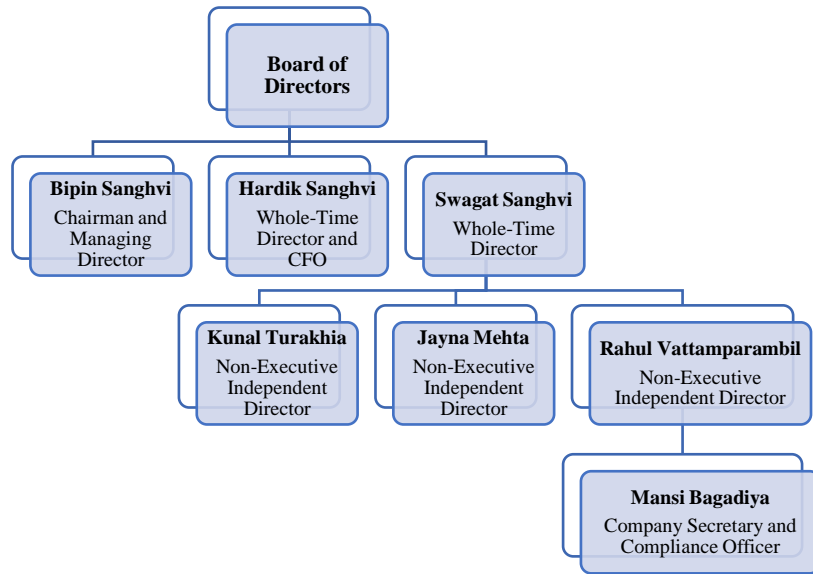 Board of
Directors
Bipin Sanghvi
Chairman and
Managing
Director
Hardik Sanghvi
Whole-Time
Director and
CFO
Swagat Sanghvi
Whole-Time
Director
Kunal Turakhia
Non-Executive
Independent
Director
Jayna Mehta
Non-Executive
Independent
Director
Rahul Vattamparambil
Non-Executive
Independent Director
Mansi Bagadiya
Company Secretary and
Compliance Officer